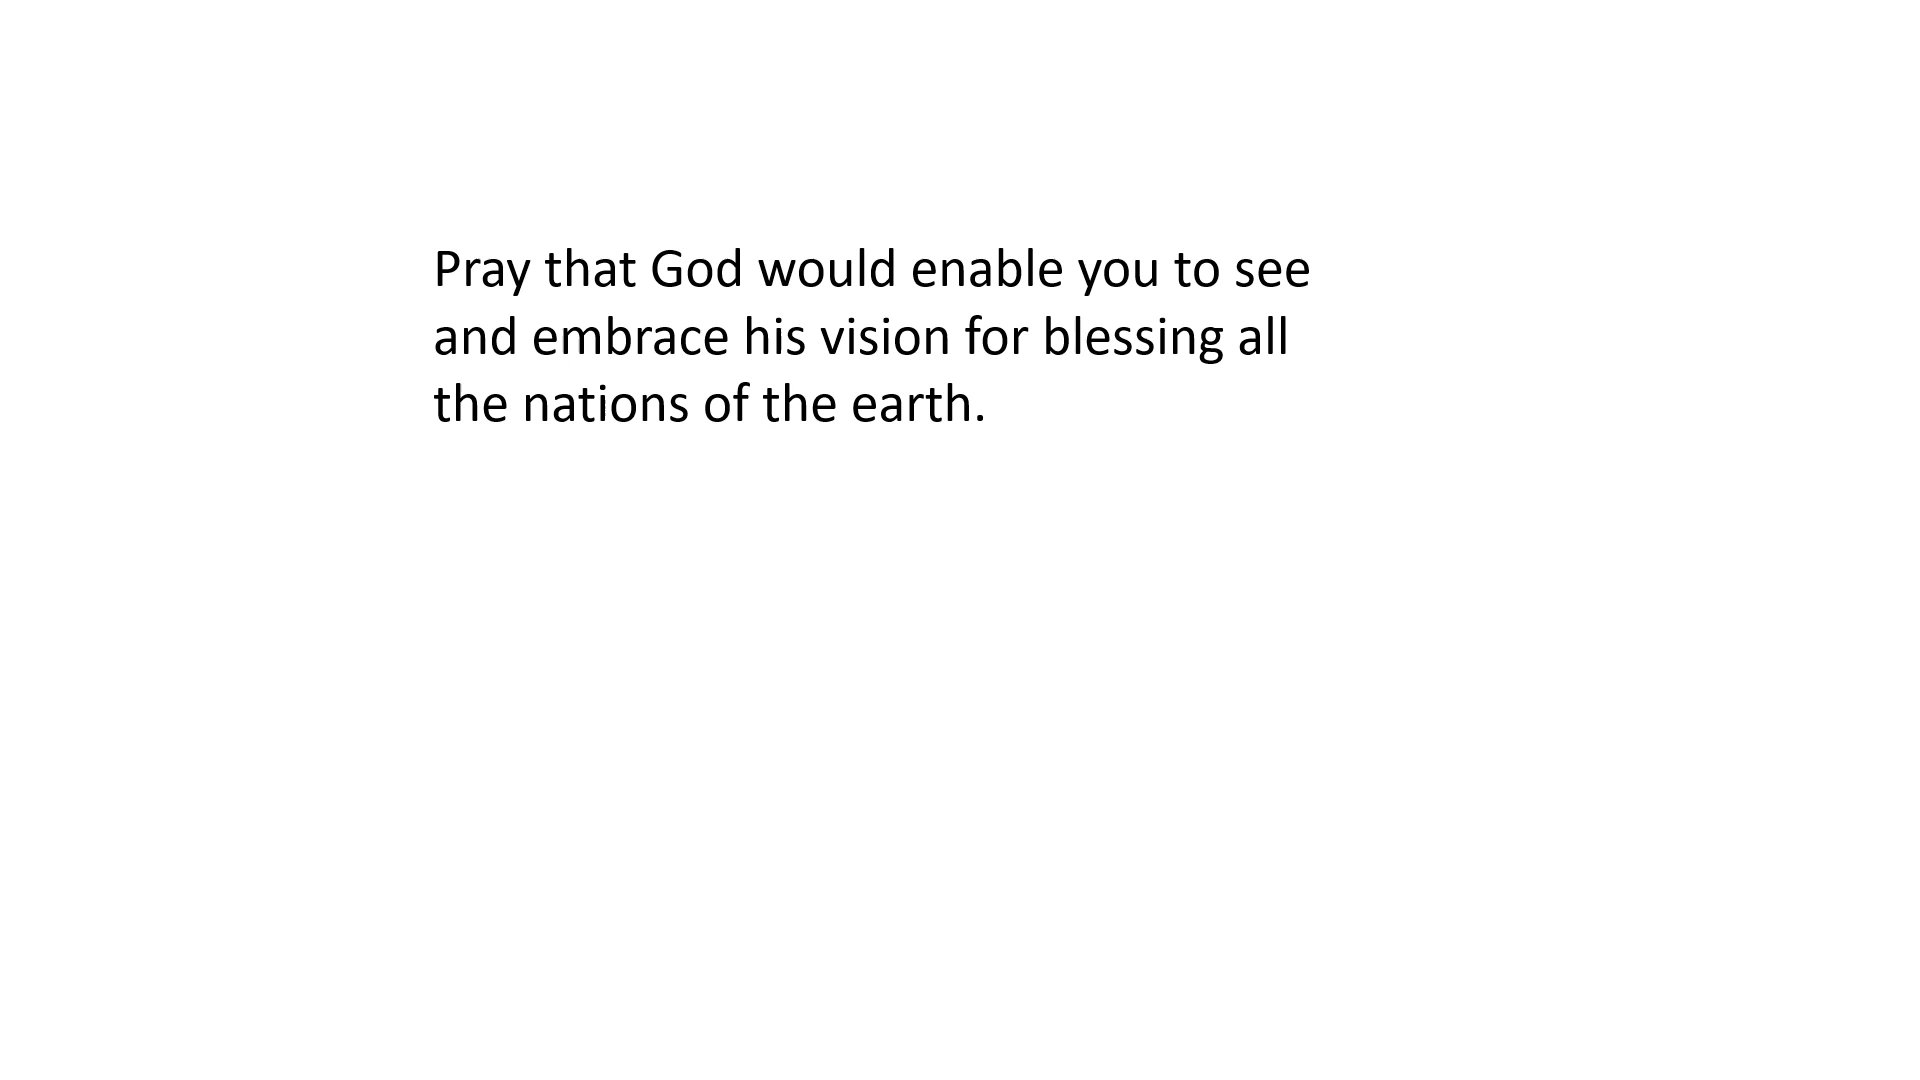 Pray that God would enable you to see
and embrace his vision for blessing all
the nations of the earth.